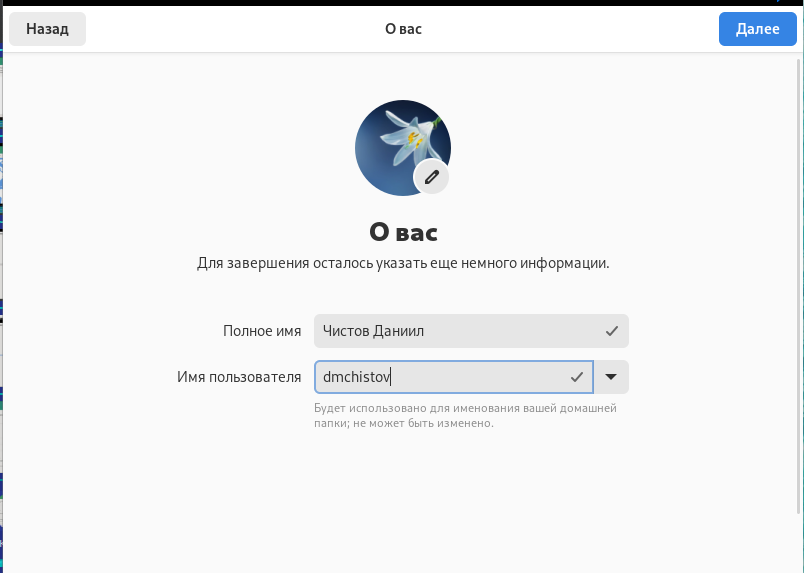 Назад
О вас
Далее
О вас
Для завершения осталось указать еще немного информации.
Полное имя
Чистов Даниил
Имя пользователя
dmchistov
Будет использовано для именования вашей домашней
папки; не может быть изменено.